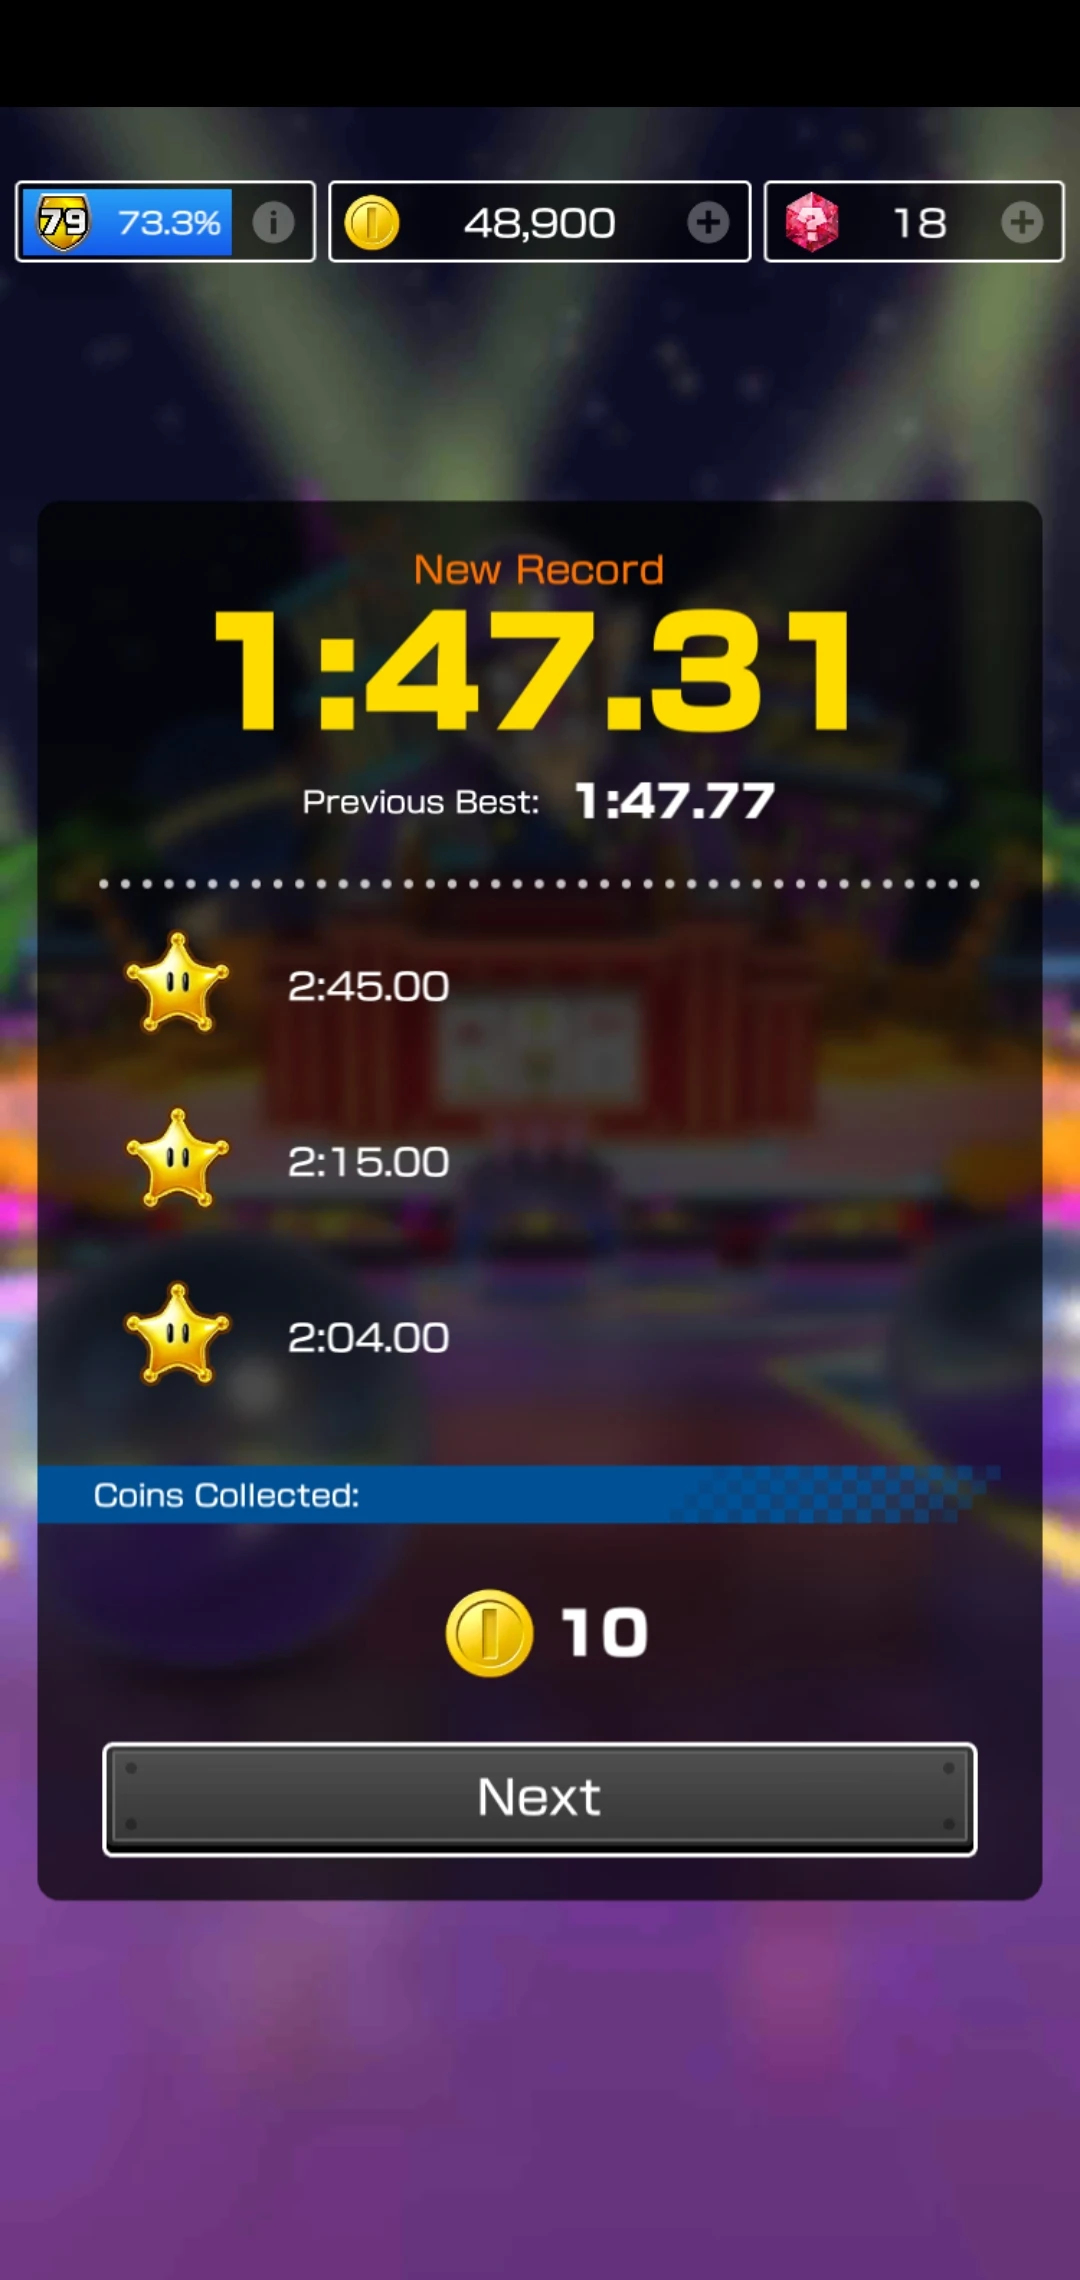 79 73.3% i 48,900 + ? 18 +
New Record
1:47.31
Previous Best: 1:47.77
2:45.00
2:15.00
2:04.00
Coins Collected:
10
Next